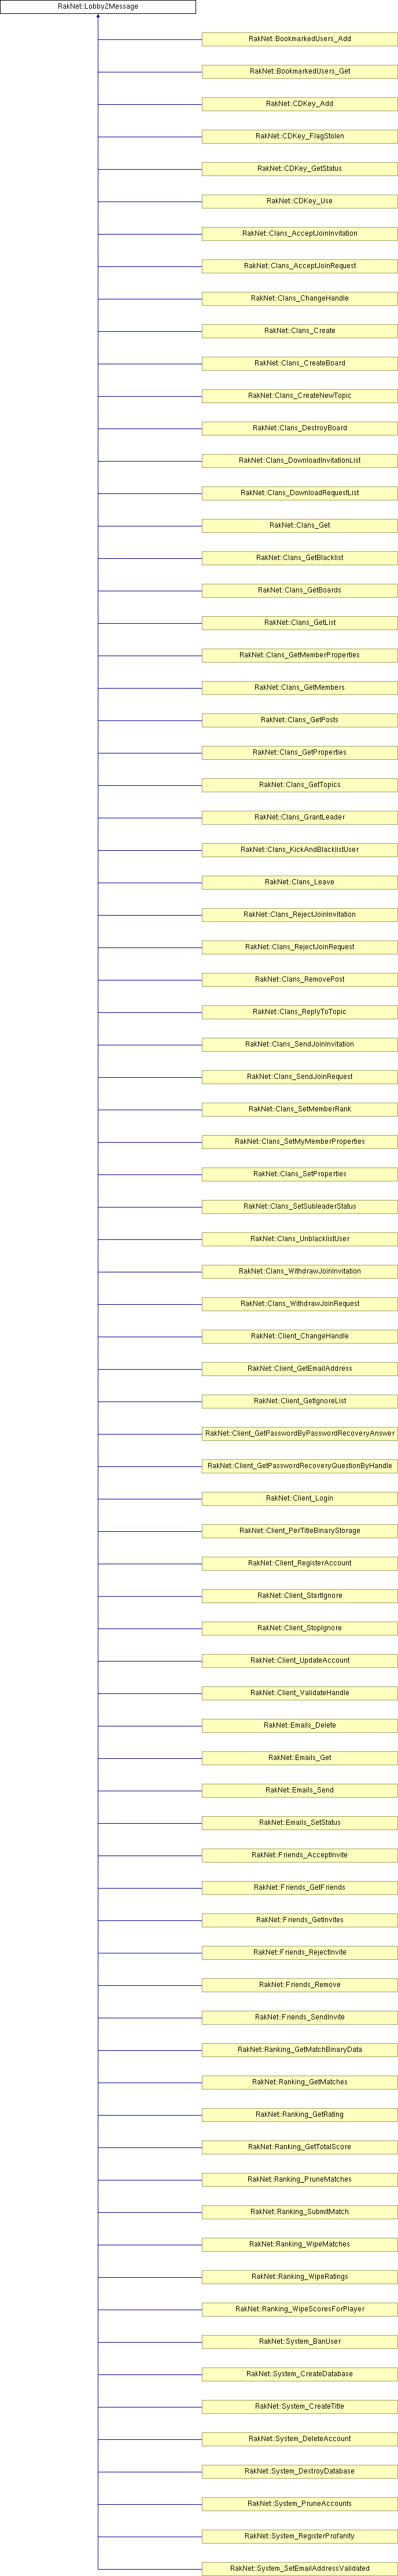 RakNet::Lobby2Message
RakNet::BookmarkedUsers_Add
RakNet::BookmarkedUsers_Get
RakNet::CDKey_Add
RakNet::CDKey_FlagStolen
RakNet::CDKey_GetStatus
RakNet::CDKey_Use
RakNet::Clans_AcceptJoinInvitation
RakNet::Clans_AcceptJoinRequest
RakNet::Clans_ChangeHandle
RakNet::Clans_Create
RakNet::Clans_CreateBoard
RakNet::Clans_CreateNewTopic
RakNet::Clans_DestroyBoard
RakNet::Clans_DownloadInvitationList
RakNet::Clans_DownloadRequestList
RakNet::Clans_Get
RakNet::Clans_GetBlacklist
RakNet::Clans_GetBoards
RakNet::Clans_GetList
RakNet::Clans_GetMemberProperties
RakNet::Clans_GetMembers
RakNet::Clans_GetPosts
RakNet::Clans_GetProperties
RakNet::Clans_GetTopics
RakNet::Clans_GrantLeader
RakNet::Clans_KickAndBlacklistUser
RakNet::Clans_Leave
RakNet::Clans_RejectJoinInvitation
RakNet::Clans_RejectJoinRequest
RakNet::Clans_RemovePost
RakNet::Clans_ReplyToTopic
RakNet::Clans_SendJoinInvitation
RakNet::Clans_SendJoinRequest
RakNet::Clans_SetMemberRank
RakNet::Clans_SetMyMemberProperties
RakNet::Clans_SetProperties
RakNet::Clans_SetSubleaderStatus
RakNet::Clans_UnblacklistUser
RakNet::Clans_WithdrawJoinInvitation
RakNet::Clans_WithdrawJoinRequest
RakNet::Client_ChangeHandle
RakNet::Client_GetEmailAddress
RakNet::Client_GetIgnoreList
RakNet::Client_GetPasswordByPasswordRecoveryAnswer
RakNet::Client_GetPasswordRecoveryQuestionByHandle
RakNet::Client_Login
RakNet::Client_PerTitleBinaryStorage
RakNet::Client_RegisterAccount
RakNet::Client_StartIgnore
RakNet::Client_StopIgnore
RakNet::Client_UpdateAccount
RakNet::Client_ValidateHandle
RakNet::Emails_Delete
RakNet::Emails_Get
RakNet::Emails_Send
RakNet::Emails_SetStatus
RakNet::Friends_AcceptInvite
RakNet::Friends_GetFriends
RakNet::Friends_GetInvites
RakNet::Friends_RejectInvite
RakNet::Friends_Remove
RakNet::Friends_SendInvite
RakNet::Ranking_GetMatchBinaryData
RakNet::Ranking_GetMatches
RakNet::Ranking_GetRating
RakNet::Ranking_GetTotalScore
RakNet::Ranking_PruneMatches
RakNet::Ranking_SubmitMatch
RakNet::Ranking_WipeMatches
RakNet::Ranking_WipeRatings
RakNet::Ranking_WipeScoresForPlayer
RakNet::System_BanUser
RakNet::System_CreateDatabase
RakNet::System_CreateTitle
RakNet::System_DeleteAccount
RakNet::System_DestroyDatabase
RakNet::System_PruneAccounts
RakNet::System_RegisterProfanity
RakNet::System_SetEmailAddressValidated